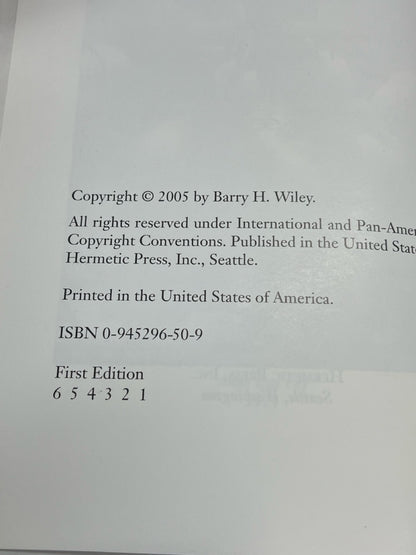 Copyright © 2005 by Barry H. Wiley.
All rights reserved under International and Pan-Amer
Copyright Conventions. Published in the United Stat
Hermetic Press, Inc., Seattle.
Printed in the United States of America.
ISBN 0-945296-50-9
First Edition
6 5 4 3 2 1